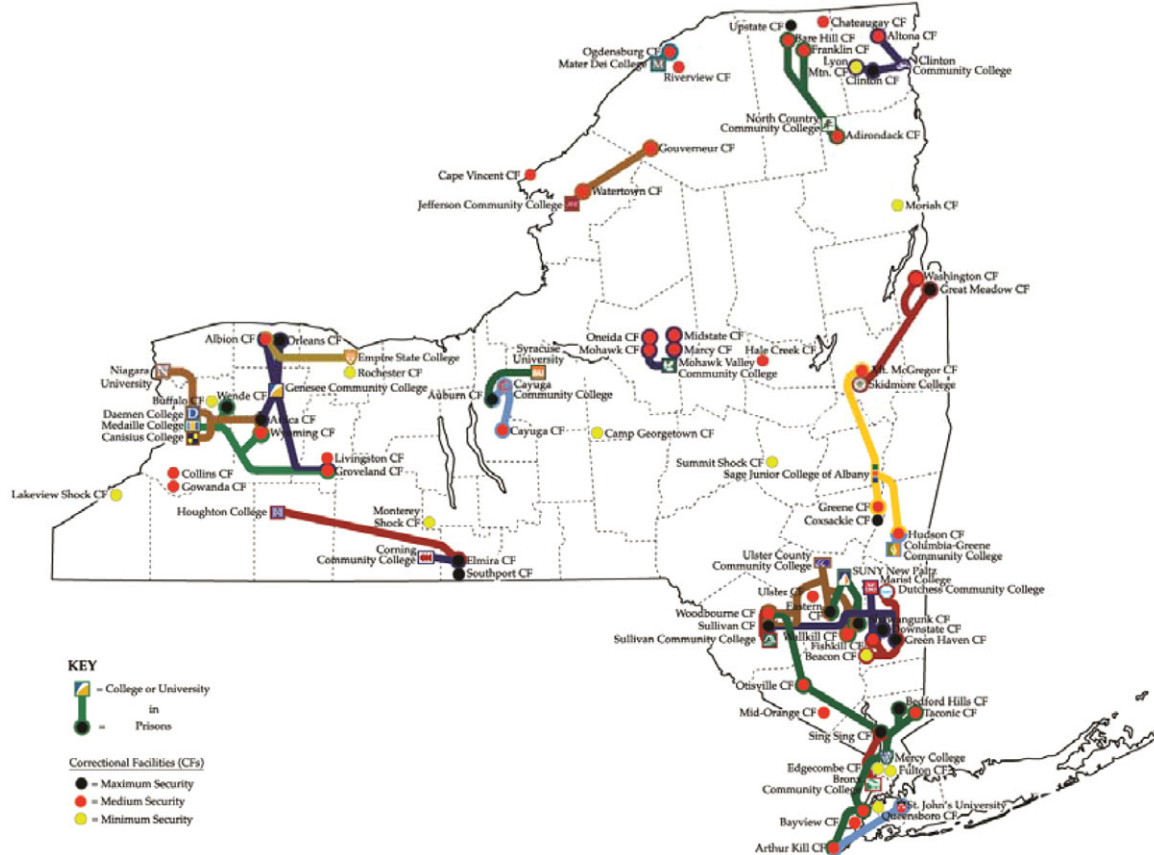 Upstate CF
Chateaugay CF
Bare Hill CF
Altona CF
Franklin CF
Ogdensburg CF
Mater Dei College
Riverview CF
Lyon
Mtn. CF
Clinton CF
Clinton
Community College
North Country
Community College
Adirondack CF
Gouverneur CF
Cape Vincent CF
Watertown CF
Jefferson Community College
Moriah CF
Washington CF
Great Meadow CF
Albion CF
Orleans CF
Empire State College
Rochester CF
Niagara
University
Genesee Community College
Buffalo CF
Wende CF
Daemen College
Medaille College
Canisius College
Attica CF
Wyoming CF
Livingston CF
Groveland CF
Collins CF
Gowanda CF
Lakeview Shock CF
Houghton College
Monterey
Shock CF
Corning
Community College
Elmira CF
Southport CF
Syracuse
University
Cayuga
Community College
Auburn CF
Cayuga CF
Oneida CF
Midstate CF
Mohawk CF
Marcy CF
Mohawk Valley
Community College
Hale Creek CF
Camp Georgetown CF
Mt. McGregor CF
Skidmore College
Summit Shock CF
Sage Junior College of Albany
Greene CF
Coxsackie CF
Hudson CF
Columbia-Greene
Community College
Ulster County
Community College
SUNY New Paltz
Marist College
Dutchess Community College
Ulster CF
Eastern
CF
Woodbourne CF
Sullivan CF
Sullivan Community College
Wallkill CF
Fishkill CF
Beacon CF
Downstate CF
Green Haven CF
Otisville CF
Mid-Orange CF
Bedford Hills CF
Taconic CF
Sing Sing CF
Mercy College
Edgecombe CF
Fulton CF
Bronx
Community College
St. John's University
Queensboro CF
Bayview CF
Arthur Kill CF
KEY
= College or University
in
= Prisons
Correctional Facilities (CFs)
= Maximum Security
= Medium Security
= Minimum Security